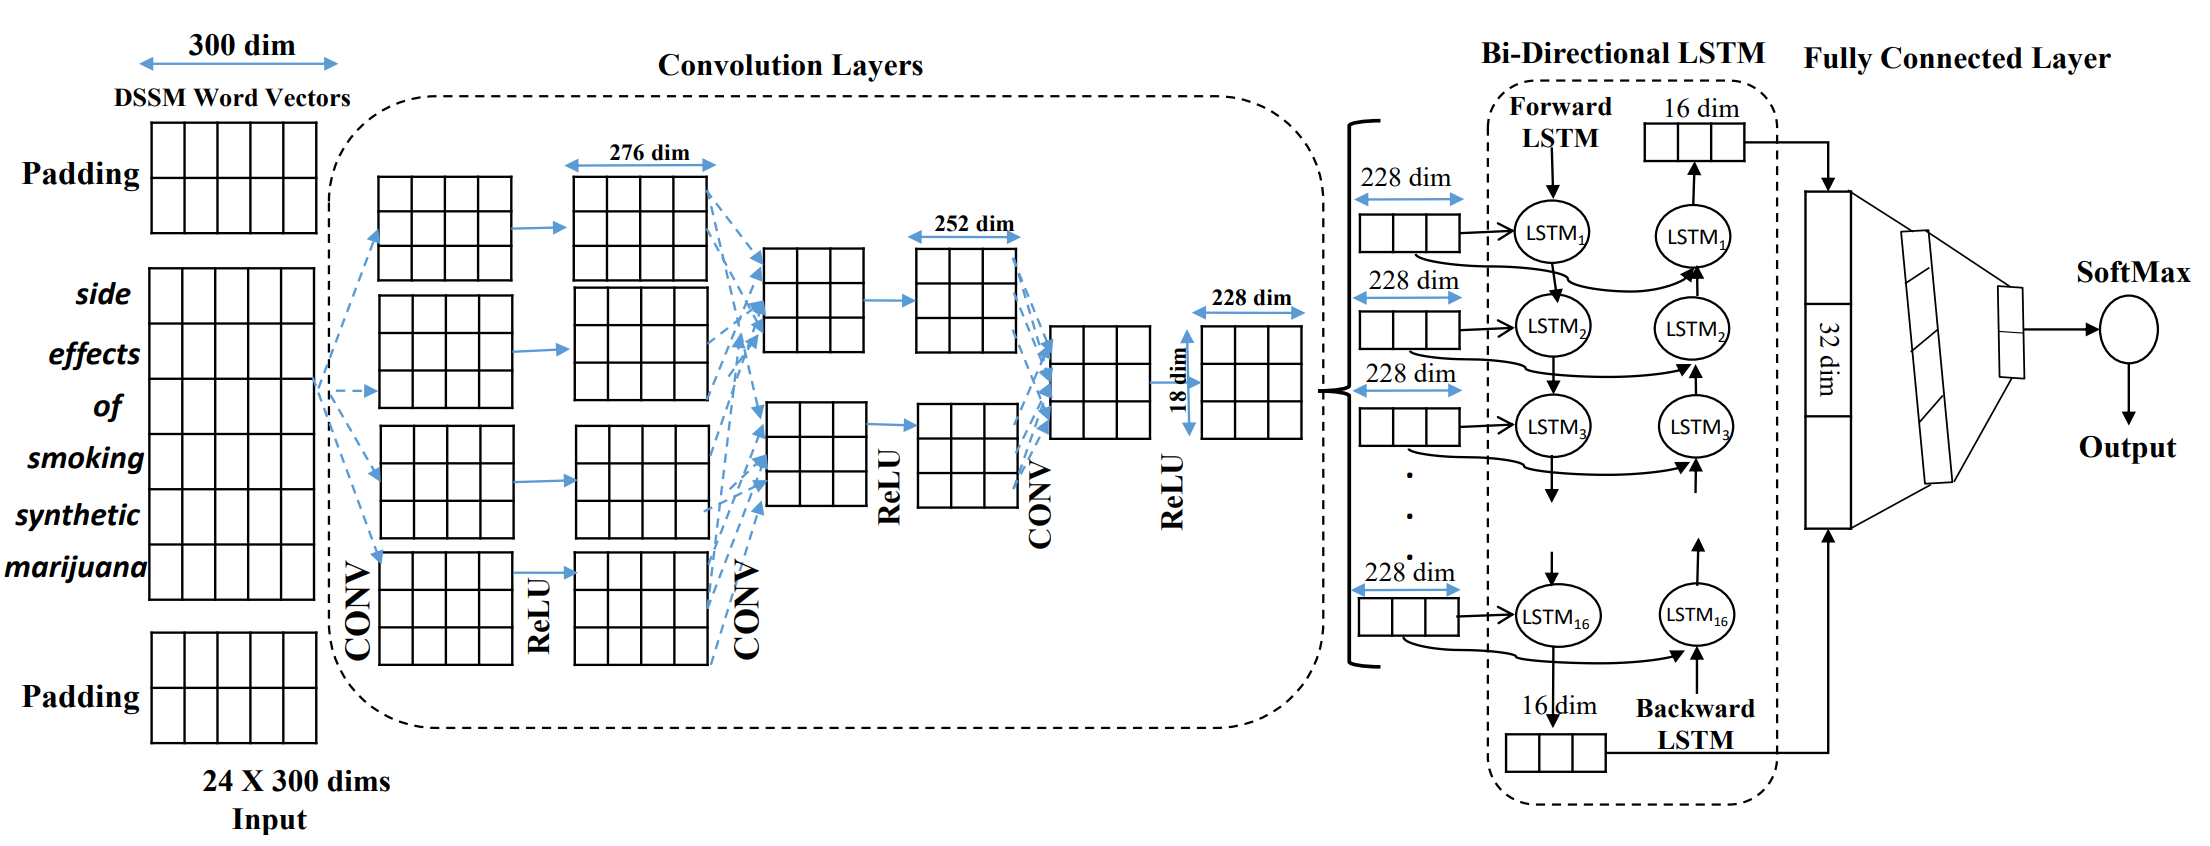 300 dim
DSSM Word Vectors
Padding
side
effects
of
smoking
synthetic
marijuana
Padding
24 X 300 dims
Input
Convolution Layers
CONV
ReLU
276 dim
CONV
ReLU
252 dim
CONV
ReLU
228 dim
18 dim
228 dim
228 dim
228 dim
.
.
.
228 dim
Bi-Directional LSTM
Forward
LSTM
LSTM1
LSTM2
LSTM3
LSTM16
16 dim
16 dim
LSTM1
LSTM2
LSTM3
LSTM16
Backward
LSTM
Fully Connected Layer
32 dim
SoftMax
Output